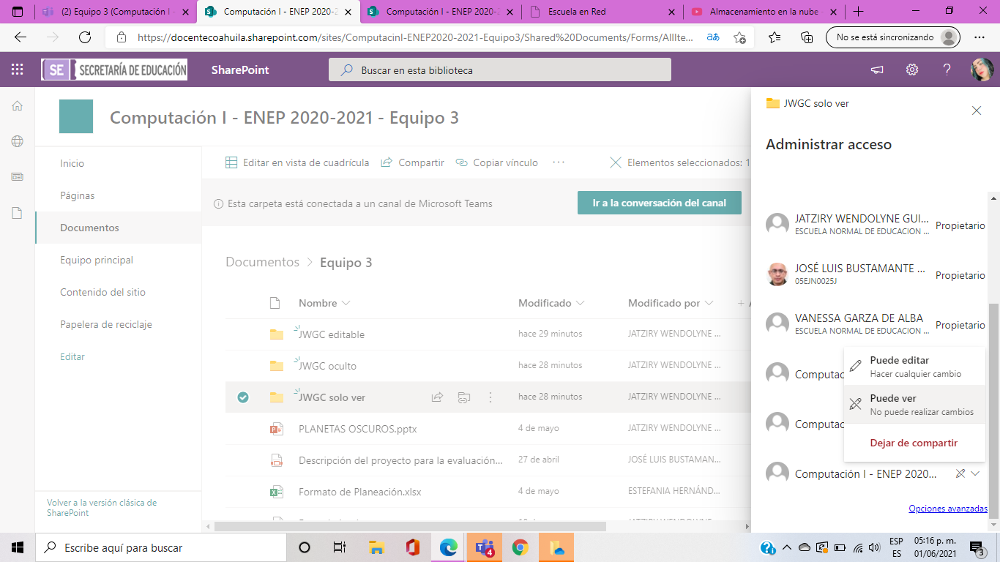 (2) Equipo 3 (Computación I -
Computación I - ENEP 2020-2
Computación I - ENEP 2020-
Escuela en Red
Almacenamiento en la nube -
https://docentecoahuila.sharepoint.com/sites/ComputacinI-ENEP2020-2021-Equipo3/Shared%20Documents/Forms/AllIte...
aあ
No se está sincronizando
SE SECRETARÍA DE EDUCACIÓN
SharePoint
Buscar en esta biblioteca
Computación I - ENEP 2020-2021 - Equipo 3
Inicio
Páginas
Documentos
Equipo principal
Contenido del sitio
Papelera de reciclaje
Editar
Volver a la versión clásica de
SharePoint
Editar en vista de cuadrícula Compartir Copiar vínculo ··· Elementos seleccionados: 1
Esta carpeta está conectada a un canal de Microsoft Teams
Ir a la conversación del canal
Documentos > Equipo 3
Nombre Modificado Modificado por + A
JWGC editable hace 29 minutos JATZIRY WENDOLYNE ...
JWGC oculto hace 28 minutos JATZIRY WENDOLYNE ...
JWGC solo ver hace 28 minutos JATZIRY WENDOLYNE ...
PLANETAS OSCUROS.pptx 4 de mayo JATZIRY WENDOLYNE ...
Descripción del proyecto para la evaluación... 27 de abril JOSÉ LUIS BUSTAMAN...
Formato de Planeación.xlsx 4 de mayo ESTEFANIA HERNÁND...
JWGC solo ver
Administrar acceso
JATZIRY WENDOLYNE GUI...
ESCUELA NORMAL DE EDUCACION ...
Propietario
JOSÉ LUIS BUSTAMANTE ...
05EJN0025J
Propietario
VANESSA GARZA DE ALBA
ESCUELA NORMAL DE EDUCACION ...
Propietario
Computac
Computac
Puede editar
Hacer cualquier cambio
Puede ver
No puede realizar cambios
Dejar de compartir
Computación I - ENEP 2020...
Opciones avanzadas
Escribe aquí para buscar
4
ESP
ES
05:16 p. m.
01/06/2021
3